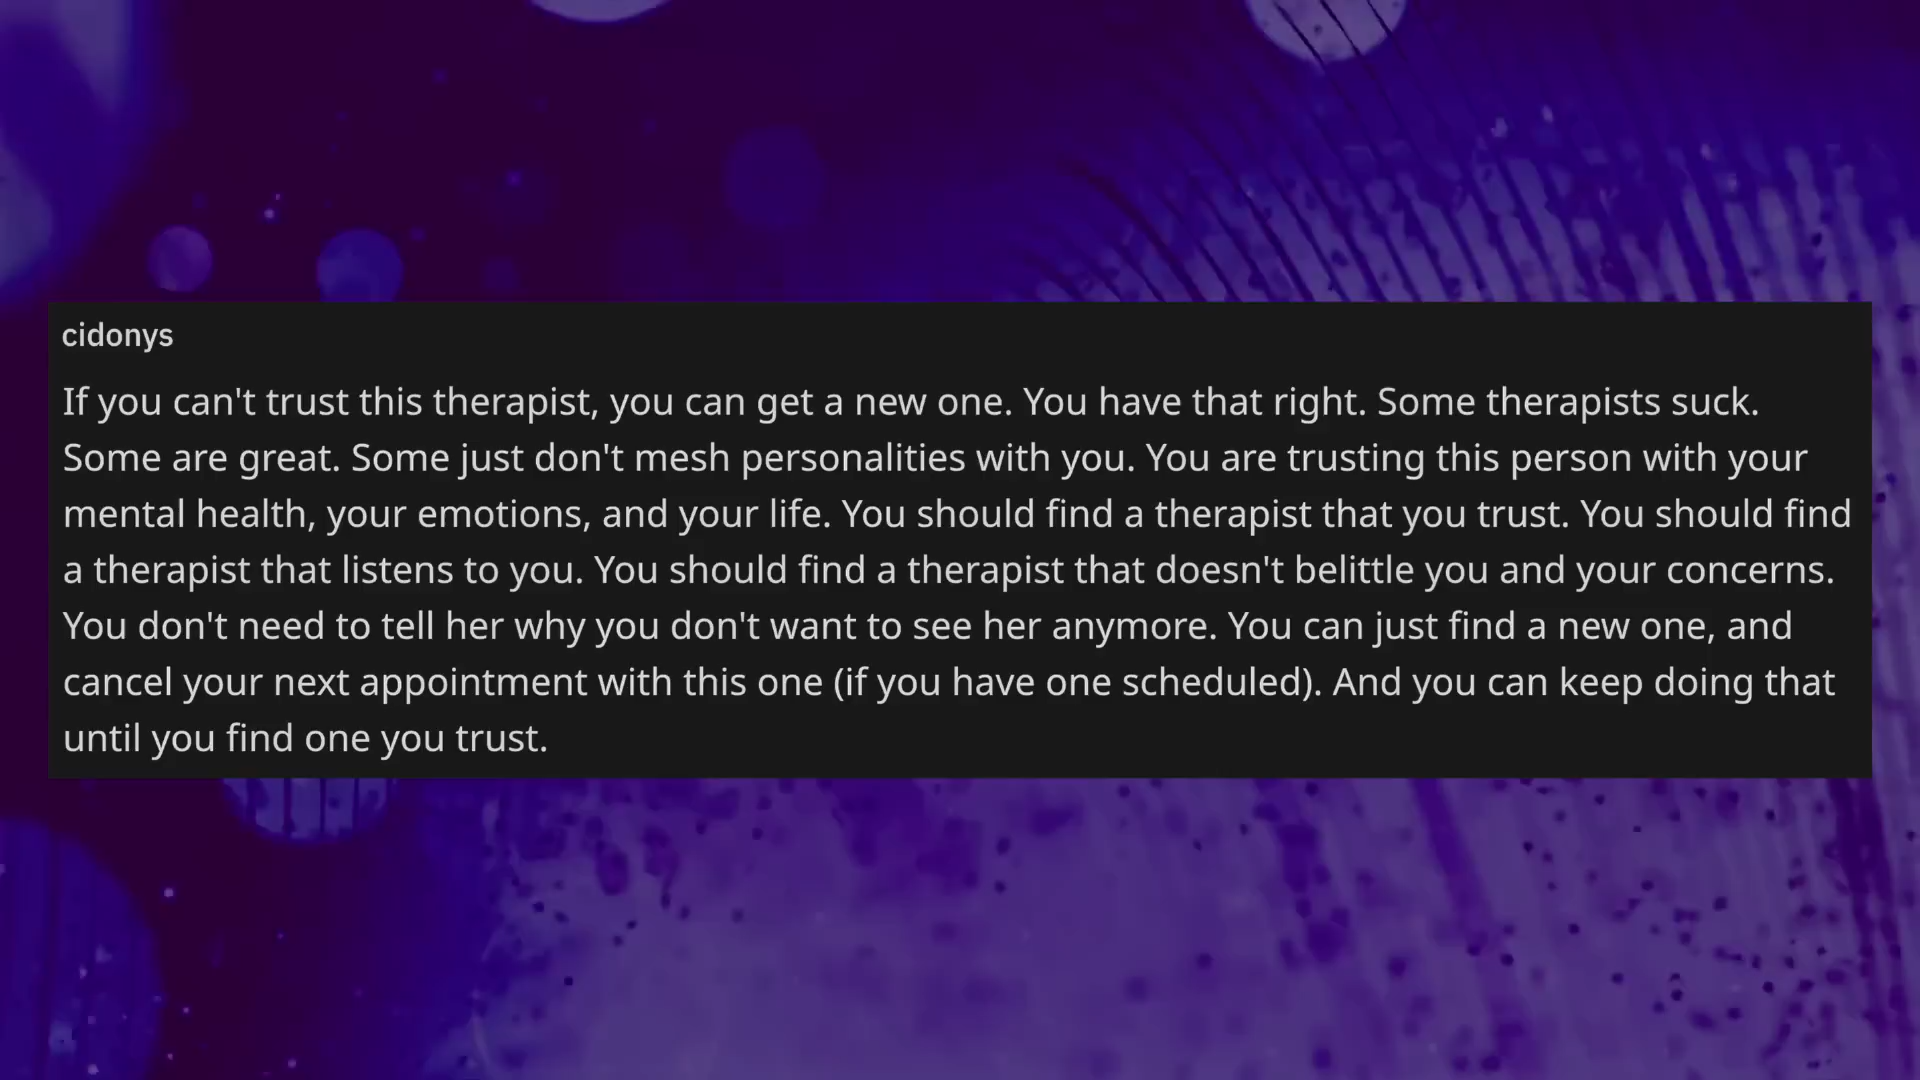 cidonys
If you can't trust this therapist, you can get a new one. You have that right. Some therapists suck.
Some are great. Some just don't mesh personalities with you. You are trusting this person with your
mental health, your emotions, and your life. You should find a therapist that you trust. You should find
a therapist that listens to you. You should find a therapist that doesn't belittle you and your concerns.
You don't need to tell her why you don't want to see her anymore. You can just find a new one, and
cancel your next appointment with this one (if you have one scheduled). And you can keep doing that
until you find one you trust.